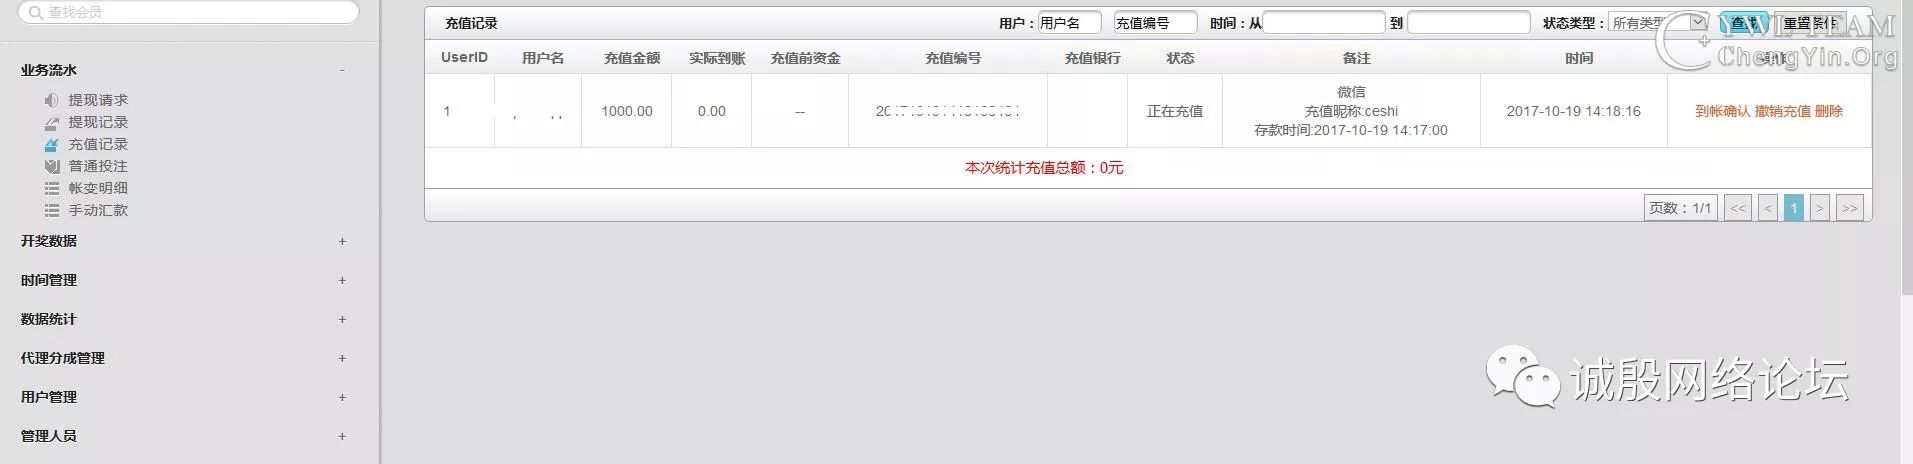 查找会员
业务流水 -
提现请求
提现记录
充值记录
普通投注
帐变明细
手动汇款
开奖数据 +
时间管理 +
数据统计 +
代理分成管理 +
用户管理 +
管理人员 +
充值记录 用户：用户名 充值编号 时间：从 到 状态类型：所有类型 查找 重置条件
CYWL TEAM
ChengYin.Org
UserID 用户名 充值金额 实际到账 充值前资金 充值编号 充值银行 状态 备注 时间
微信
1 1000.00 0.00 -- 正在充值 充值昵称:ceshi 2017-10-19 14:18:16 到帐确认 撤销充值 删除
存款时间:2017-10-19 14:17:00
本次统计充值总额：0元
页数：1/1 << < 1 > >>
诚殷网络论坛